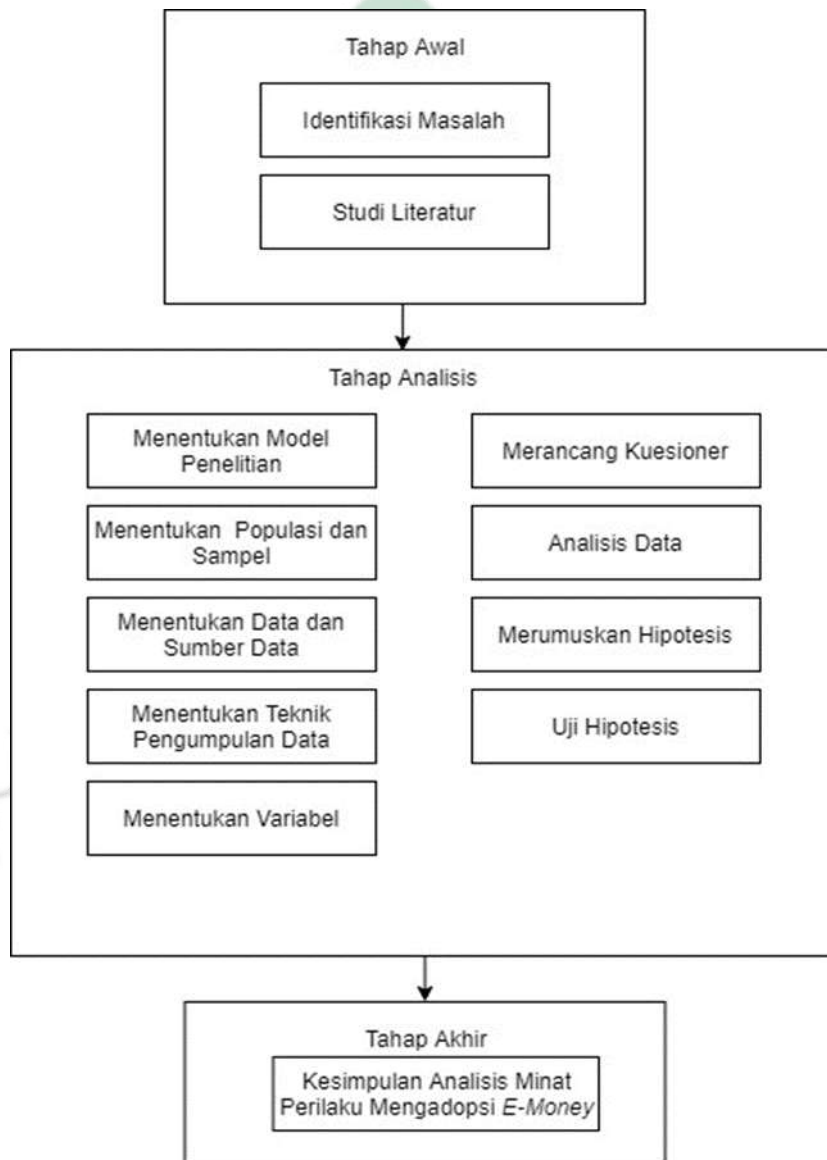 Tahap Awal
Identifikasi Masalah
Studi Literatur
Tahap Analisis
Menentukan Model
Penelitian
Menentukan Populasi dan
Sampel
Menentukan Data dan
Sumber Data
Menentukan Teknik
Pengumpulan Data
Menentukan Variabel
Merancang Kuesioner
Analisis Data
Merumuskan Hipotesis
Uji Hipotesis
Tahap Akhir
Kesimpulan Analisis Minat
Perilaku Mengadopsi E-Money